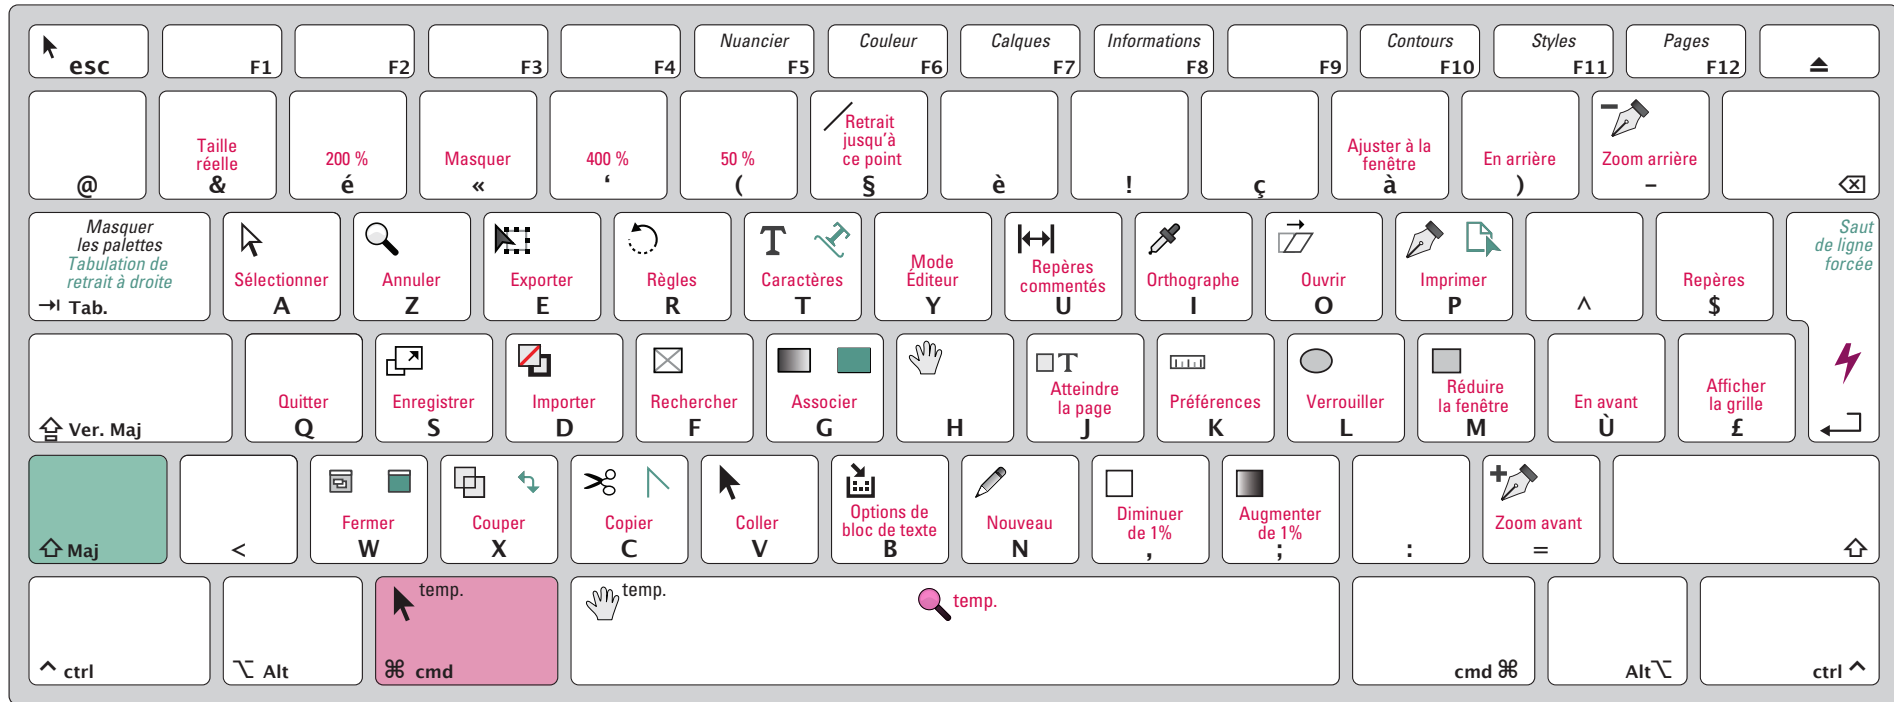 esc
F1
F2
F3
F4
Nuancier
F5
Couleur
F6
Calques
F7
Informations
F8
F9
Contours
F10
Styles
F11
Pages
F12
@
Taille
réelle
&
200 %
é
Masquer
«
400 %
‘
50 %
(
Retrait
jusqu’à
ce point
§
è
!
ç
Ajuster à la
fenêtre
à
En arrière
)
Zoom arrière
–
Masquer
les palettes
Tabulation de
retrait à droite
Tab.
Sélectionner
A
Annuler
Z
Exporter
E
Règles
R
T
Caractères
T
Mode
Éditeur
Y
Repères
commentés
U
Orthographe
I
Ouvrir
O
Imprimer
P
^
Repères
$
Saut
de ligne
forcée
Ver. Maj
Quitter
Q
Enregistrer
S
Importer
D
Rechercher
F
Associer
G
H
T
Atteindre
la page
J
Préférences
K
Verrouiller
L
Réduire
la fenêtre
M
En avant
Ù
Afficher
la grille
£
Maj
<
Fermer
W
Couper
X
Copier
C
Coller
V
Options de
bloc de texte
B
Nouveau
N
Diminuer
de 1%
,
Augmenter
de 1%
;
:
Zoom avant
=
ctrl
⌥ Alt
temp.
⌘ cmd
temp.
temp.
cmd ⌘
Alt⌥
ctrl